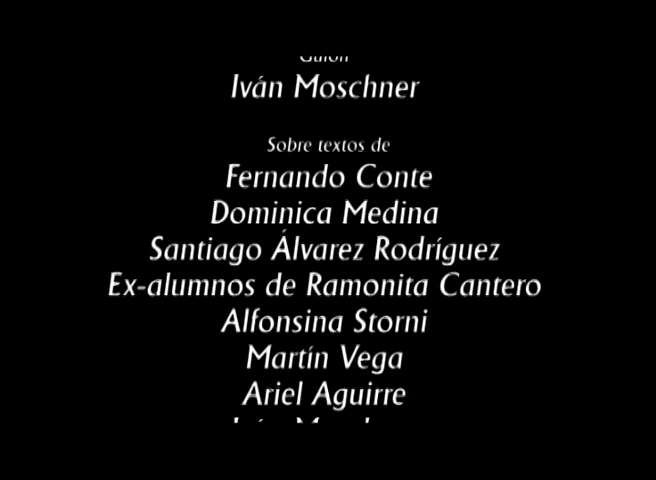 Guión
Iván Moschner
Sobre textos de
Fernando Conte
Dominica Medina
Santiago Álvarez Rodríguez
Ex-alumnos de Ramonita Cantero
Alfonsina Storni
Martín Vega
Ariel Aguirre